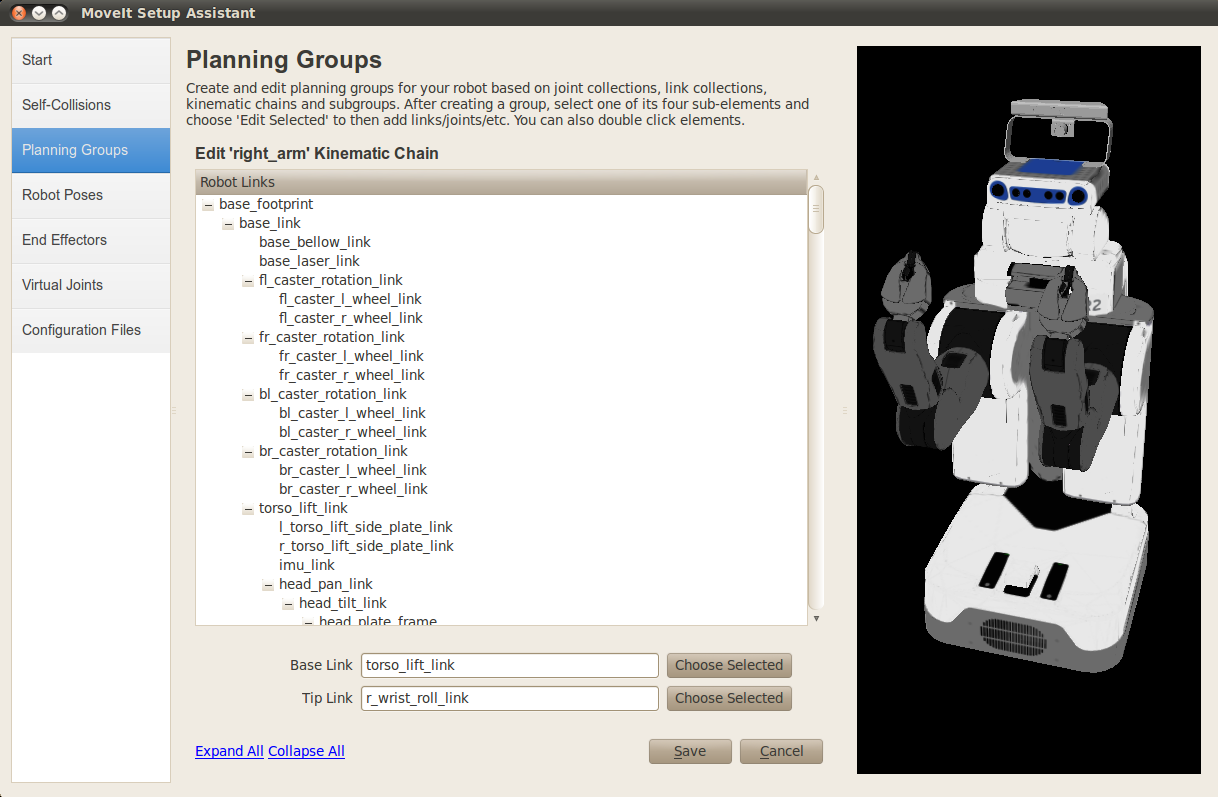 MoveIt Setup Assistant
Start
Self-Collisions
Planning Groups
Robot Poses
End Effectors
Virtual Joints
Configuration Files
Planning Groups
Create and edit planning groups for your robot based on joint collections, link collections,
kinematic chains and subgroups. After creating a group, select one of its four sub-elements and
choose 'Edit Selected' to then add links/joints/etc. You can also double click elements.
Edit 'right_arm' Kinematic Chain
Robot Links
base_footprint
base_link
base_bellow_link
base_laser_link
fl_caster_rotation_link
fl_caster_l_wheel_link
fl_caster_r_wheel_link
fr_caster_rotation_link
fr_caster_l_wheel_link
fr_caster_r_wheel_link
bl_caster_rotation_link
bl_caster_l_wheel_link
bl_caster_r_wheel_link
br_caster_rotation_link
br_caster_l_wheel_link
br_caster_r_wheel_link
torso_lift_link
l_torso_lift_side_plate_link
r_torso_lift_side_plate_link
imu_link
head_pan_link
head_tilt_link
head_plate_frame
Base Link torso_lift_link Choose Selected
Tip Link r_wrist_roll_link Choose Selected
Expand All Collapse All Save Cancel